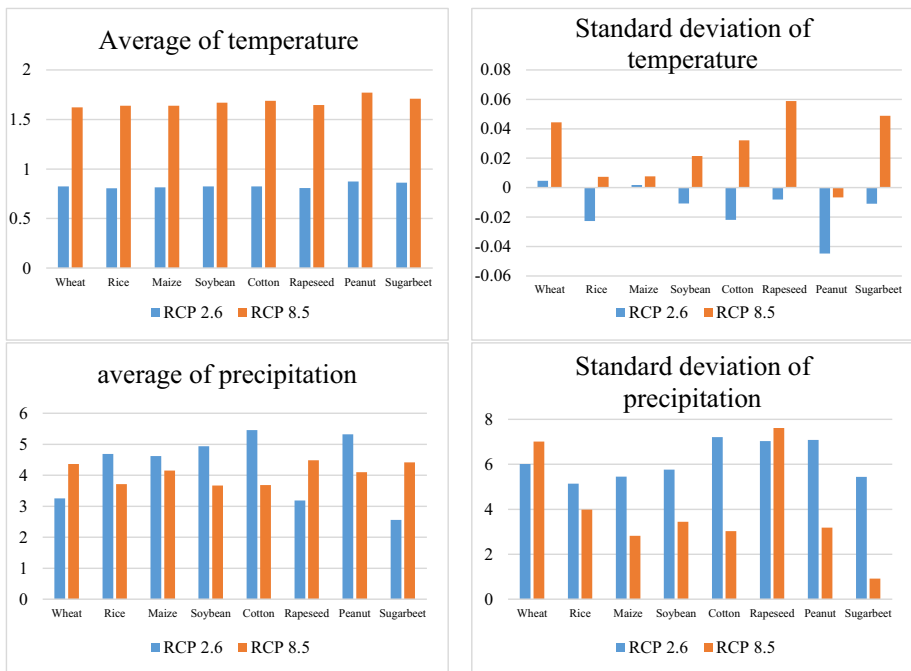 Average of temperature
2
1.5
1
0.5
0
Wheat Rice Maize Soybean Cotton Rapeseed Peanut Sugarbeet
RCP 2.6 RCP 8.5
Standard deviation of
temperature
0.08
0.06
0.04
0.02
0
-0.02
-0.04
-0.06
Wheat Rice Maize Soybean Cotton Rapeseed Peanut Sugarbeet
RCP 2.6 RCP 8.5
average of precipitation
6
5
4
3
2
1
0
Wheat Rice Maize Soybean Cotton Rapeseed Peanut Sugarbeet
RCP 2.6 RCP 8.5
Standard deviation of
precipitation
8
6
4
2
0
Wheat Rice Maize Soybean Cotton Rapeseed Peanut Sugarbeet
RCP 2.6 RCP 8.5